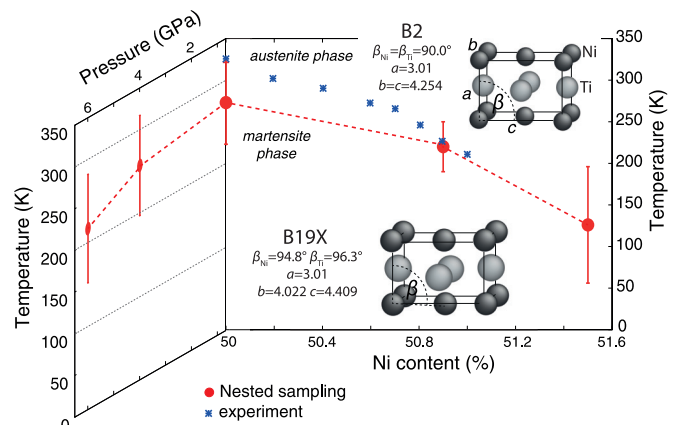 Pressure (GPa)
6
4
2
austenite phase
martensite
phase
B2
βNi=βTi=90.0°
a=3.01
b=c=4.254
b
a
β
c
Ni
Ti
B19X
βNi=94.8° βTi=96.3°
a=3.01
b=4.022 c=4.409
β
Temperature (K)
350
300
250
200
150
100
50
0
Temperature (K)
350
300
250
200
150
100
50
0
50
50.4
50.8
51.2
51.6
Ni content (%)
Nested sampling
experiment